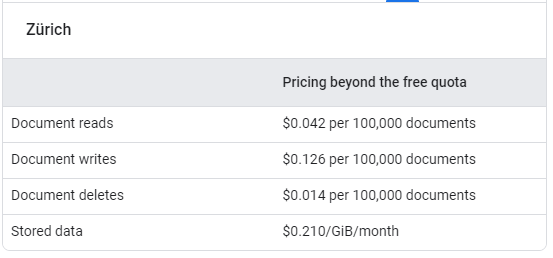 Zürich
Pricing beyond the free quota
Document reads $0.042 per 100,000 documents
Document writes $0.126 per 100,000 documents
Document deletes $0.014 per 100,000 documents
Stored data $0.210/GiB/month